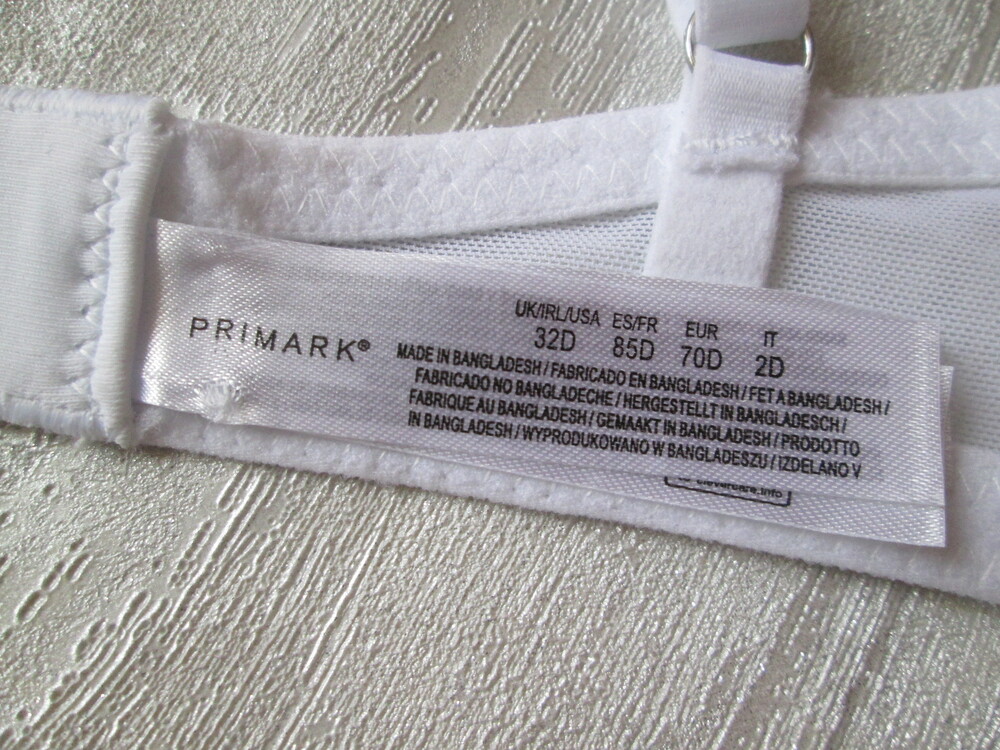 PRIMARK®
UK/IRL/USA ES/FR EUR IT
32D 85D 70D 2D
MADE IN BANGLADESH / FABRICADO EN BANGLADESH / FET A BANGLADESH /
FABRICADO NO BANGLADECHE / HERGESTELLT IN BANGLADESCH /
FABRIQUE AU BANGLADESH / GEMAAKT IN BANGLADESH / PRODOTTO
IN BANGLADESH / WYPRODUKOWANO W BANGLADESZU / IZDELANO V